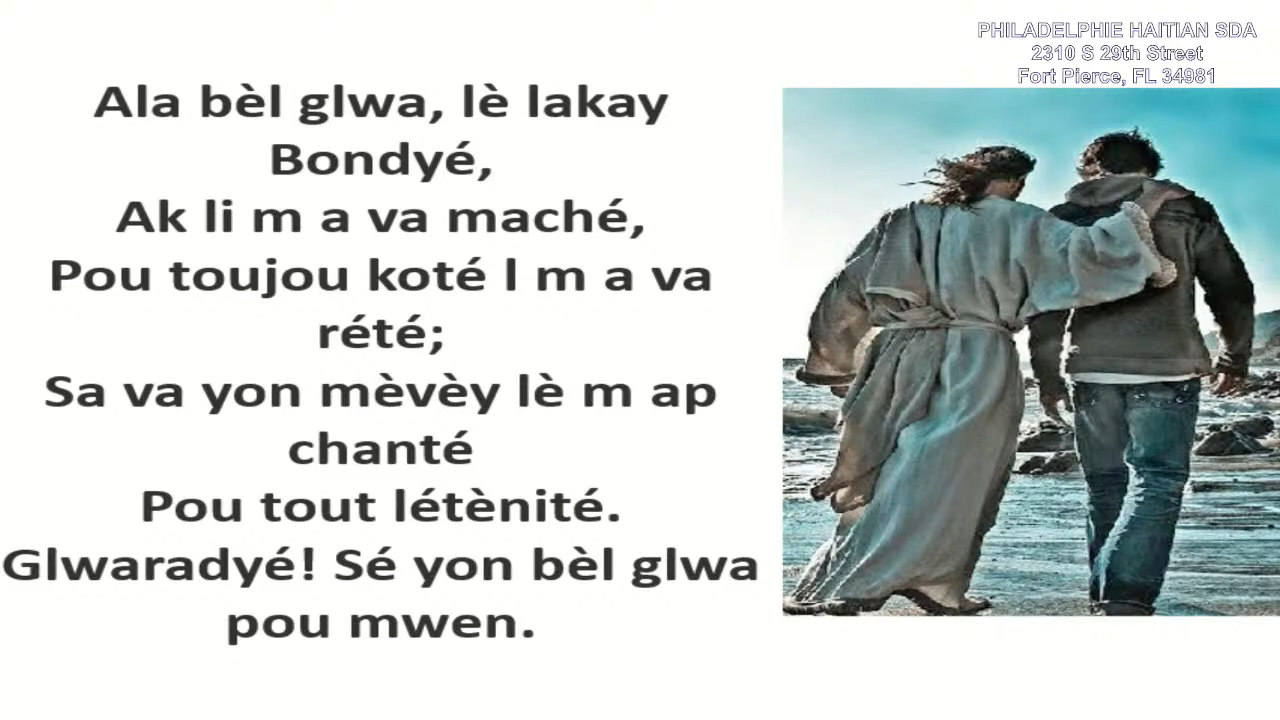 PHILADELPHIE HAITIAN SDA
2310 S 29th Street
Fort Pierce, FL 34981
Ala bèl glwa, lè lakay
Bondyé,
Ak li m a va maché,
Pou toujou koté l m a va
rété;
Sa va yon mèvèy lè m ap
chanté
Pou tout létènité.
Glwaradyé! Sé yon bèl glwa
pou mwen.